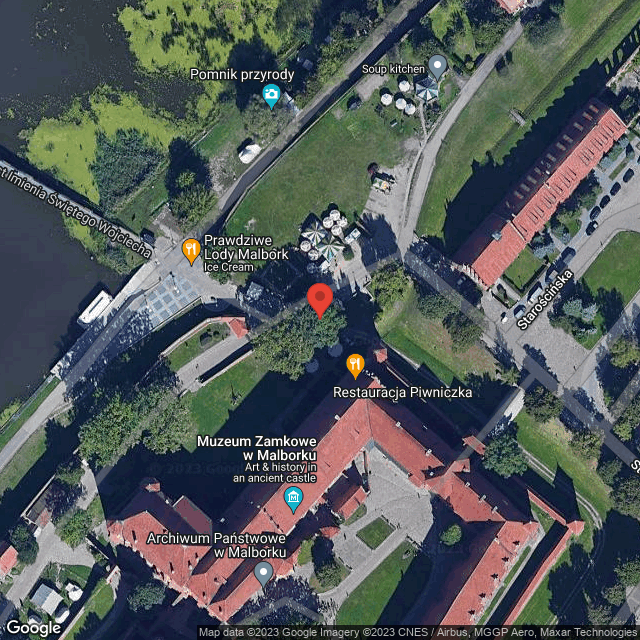 Pomnik przyrody
Soup kitchen
st Imienia Świętego Wojciecha
Prawdziwe
Lody Malbork
Ice Cream
Starościńska
Restauracja Piwniczka
Muzeum Zamkowe
w Malborku
Art & history in
an ancient castle
Archiwum Państwowe
w Malborku
Google
Map data ©2023 Google Imagery ©2023 CNES / Airbus, MGGP Aero, Maxar Technologies